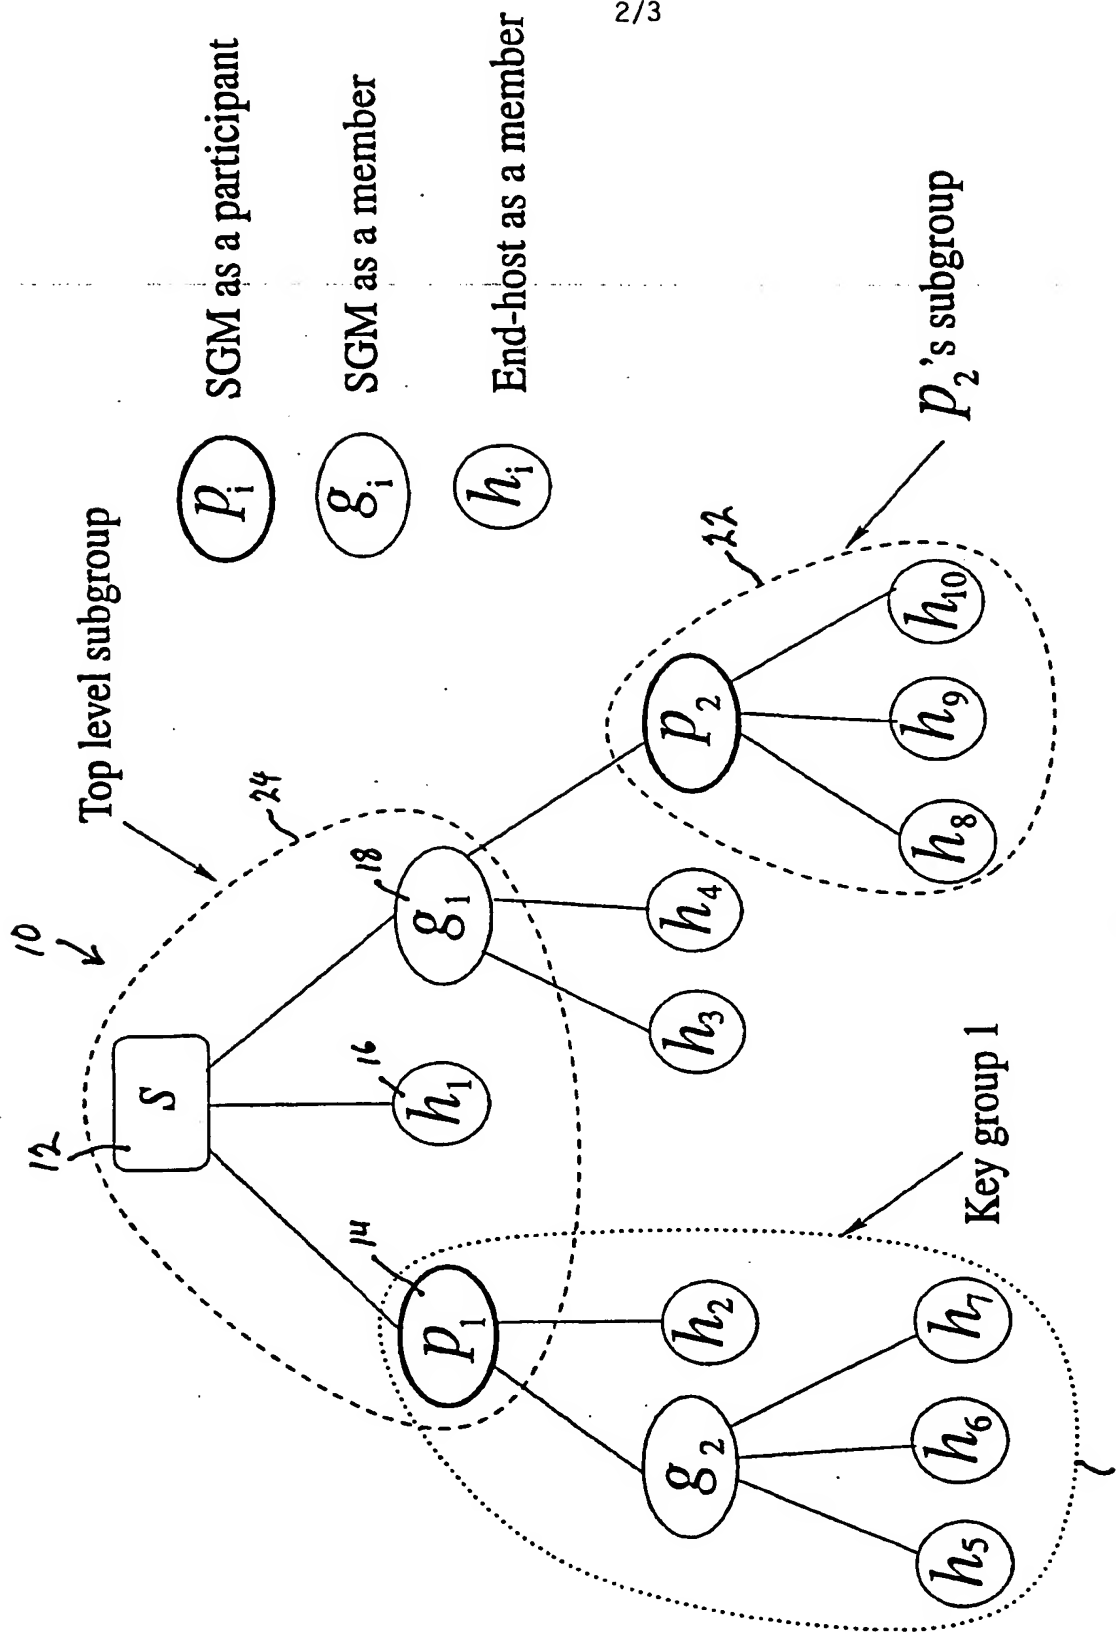 2/3
10
Top level subgroup
24
12
s
14
p1
16
h1
18
g1
pi SGM as a participant
gi SGM as a member
hi End-host as a member
g2
h2
h3
h4
p2
22
p2's subgroup
h5
h6
h7
h8
h9
h10
Key group 1